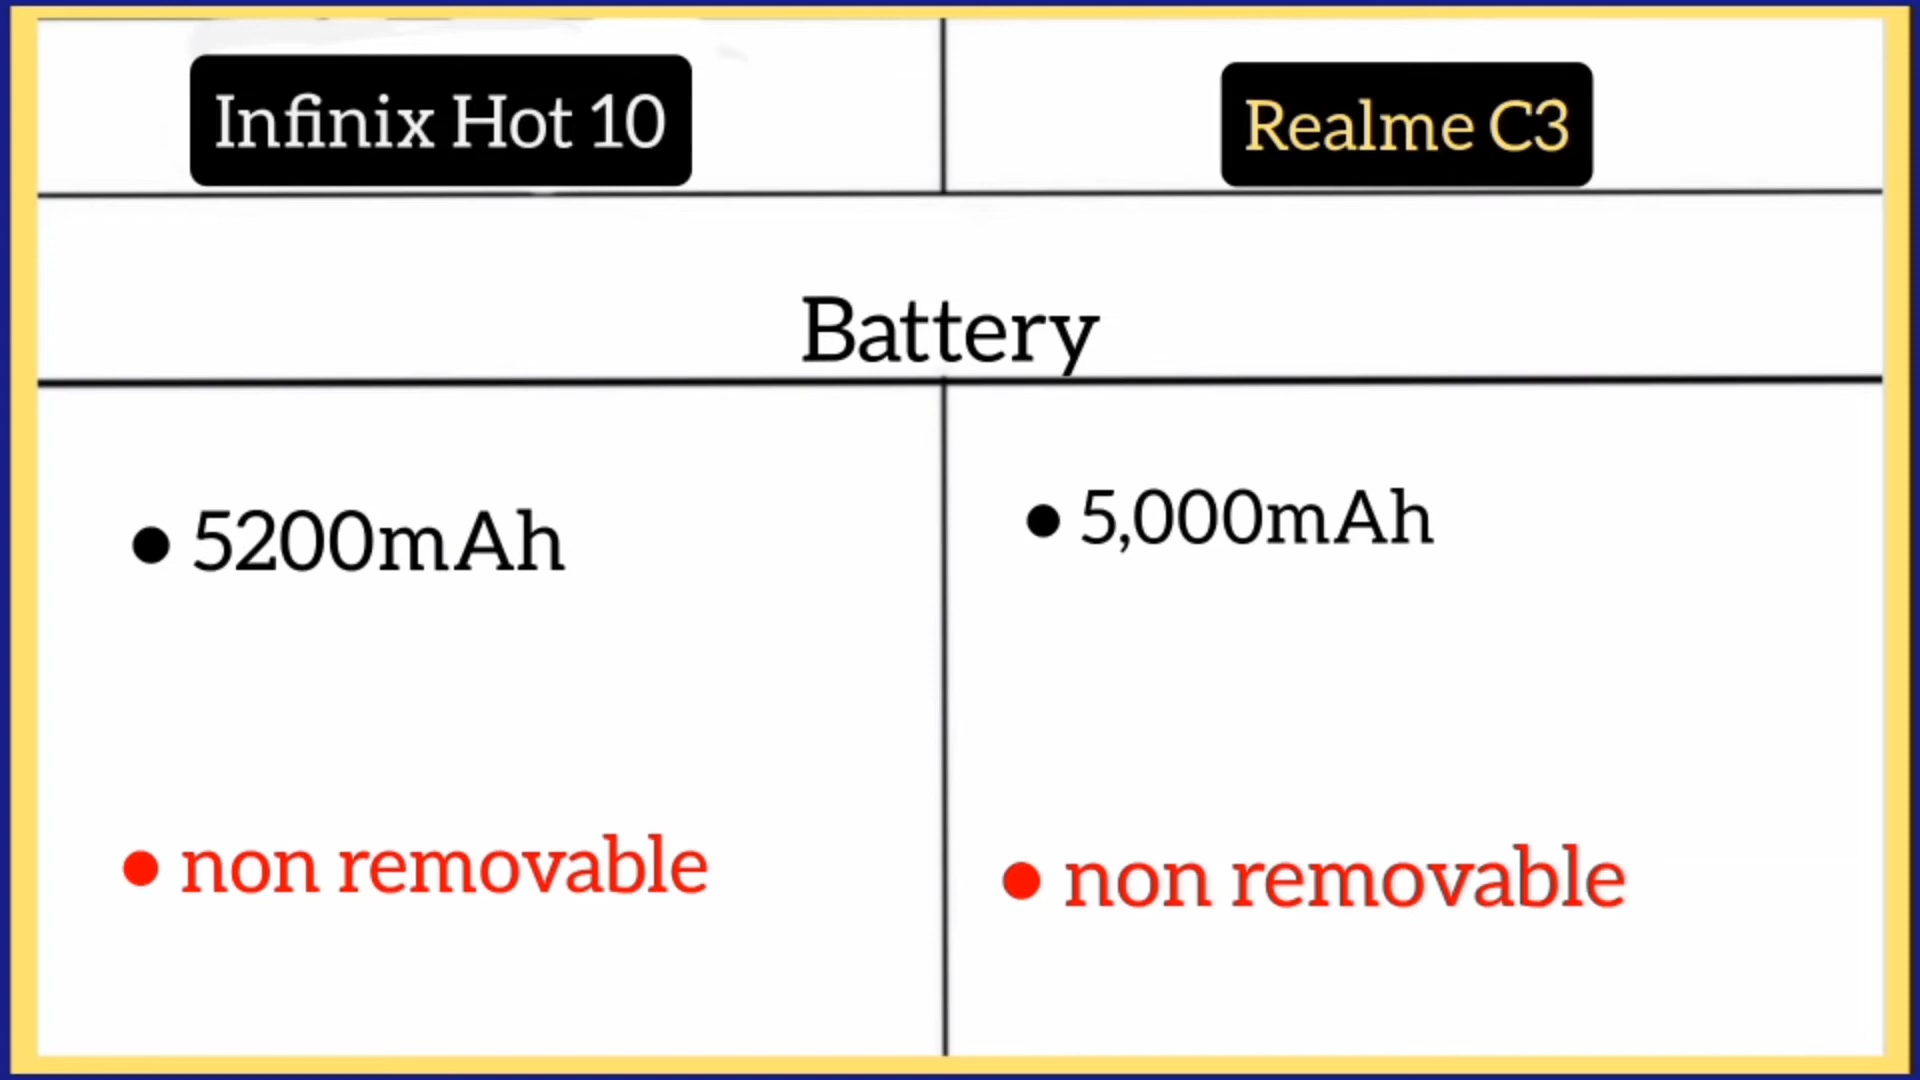 Infinix Hot 10
Realme C3
Battery
● 5200mAh
● 5,000mAh
● non removable
● non removable